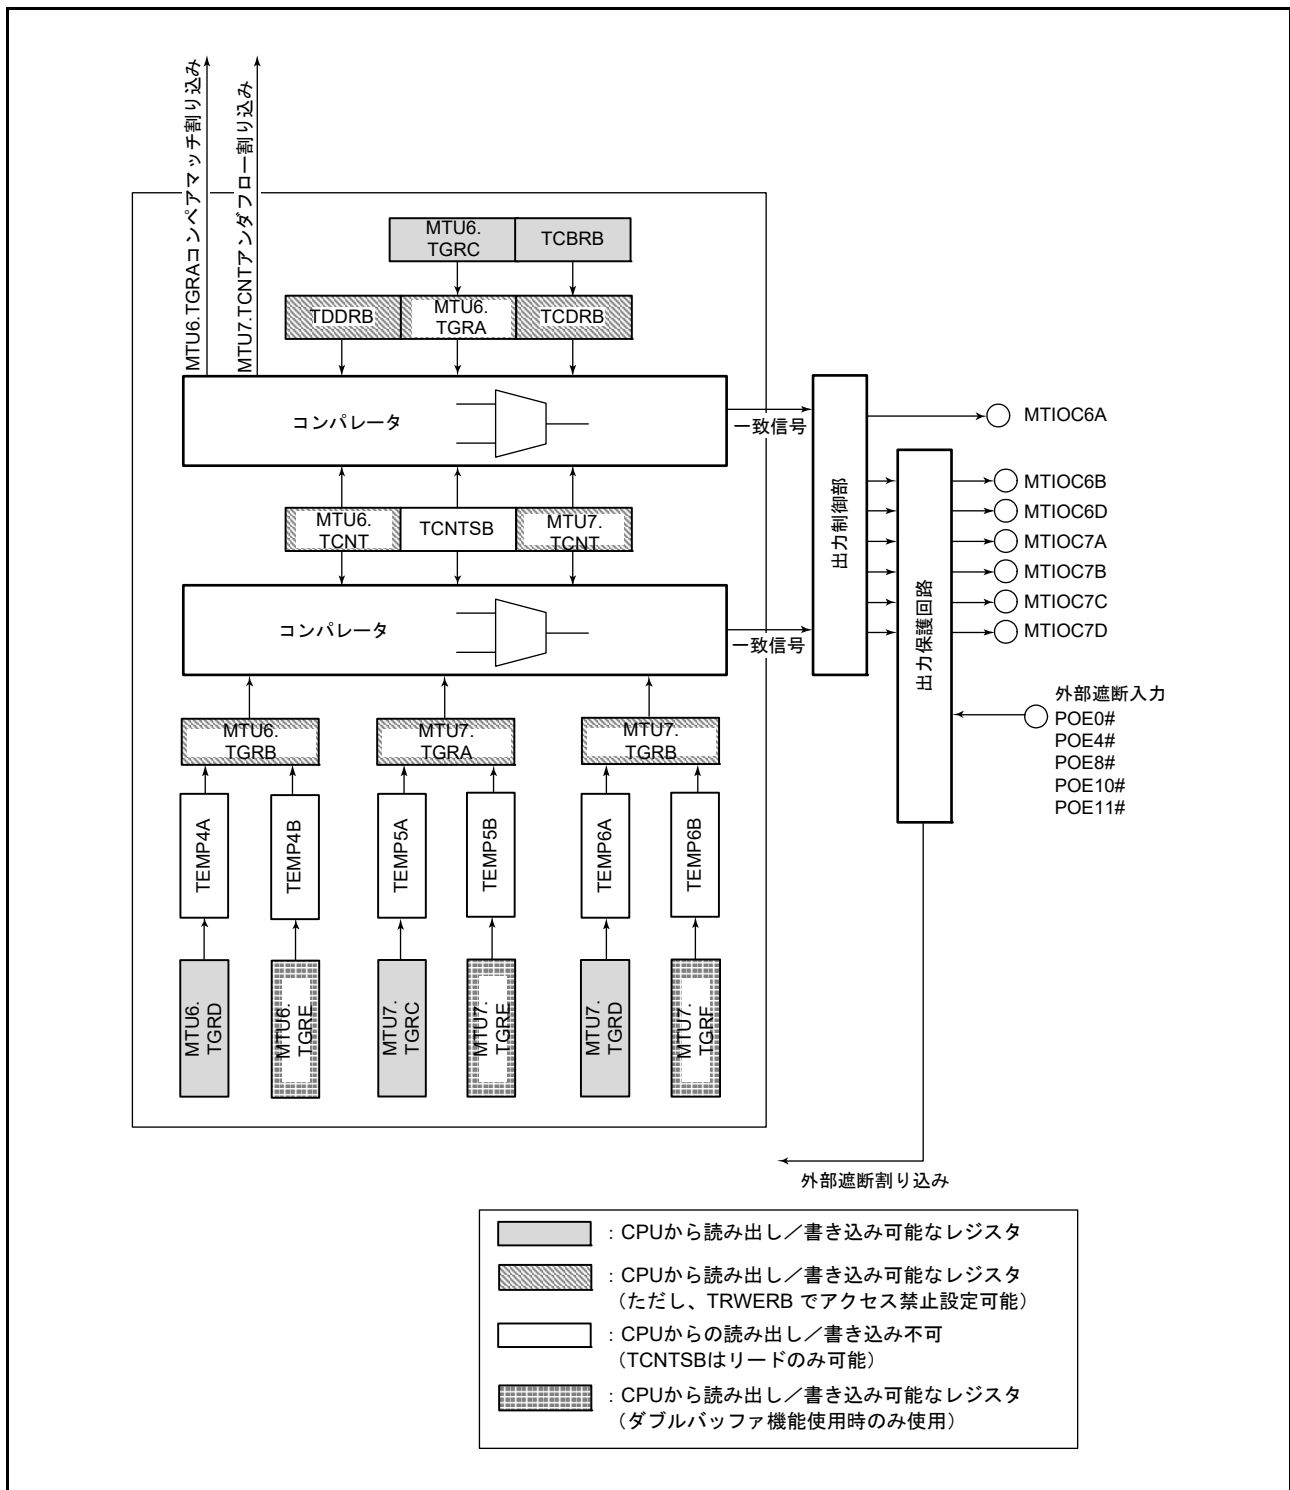 MTU6.TGRAコンペアマッチ割り込み
MTU7.TCNTアンダフロー割り込み
MTU6.
TGRC
TCBRB
TDDRB
MTU6.
TGRA
TCDRB
コンパレータ
一致信号
MTU6.
TCNT
TCNTSB
MTU7.
TCNT
コンパレータ
一致信号
出力制御部
出力保護回路
MTIOC6A
MTIOC6B
MTIOC6D
MTIOC7A
MTIOC7B
MTIOC7C
MTIOC7D
外部遮断入力
POE0#
POE4#
POE8#
POE10#
POE11#
MTU6.
TGRB
MTU7.
TGRA
MTU7.
TGRB
TEMP4A
TEMP4B
TEMP5A
TEMP5B
TEMP6A
TEMP6B
MTU6.
TGRD
MTU6.
TGRE
MTU7.
TGRC
MTU7.
TGRE
MTU7.
TGRD
MTU7.
TGRF
外部遮断割り込み
：CPUから読み出し／書き込み可能なレジスタ
：CPUから読み出し／書き込み可能なレジスタ
（ただし、TRWERB でアクセス禁止設定可能）
：CPUからの読み出し／書き込み不可
（TCNTSBはリードのみ可能）
：CPUから読み出し／書き込み可能なレジスタ
（ダブルバッファ機能使用時のみ使用）